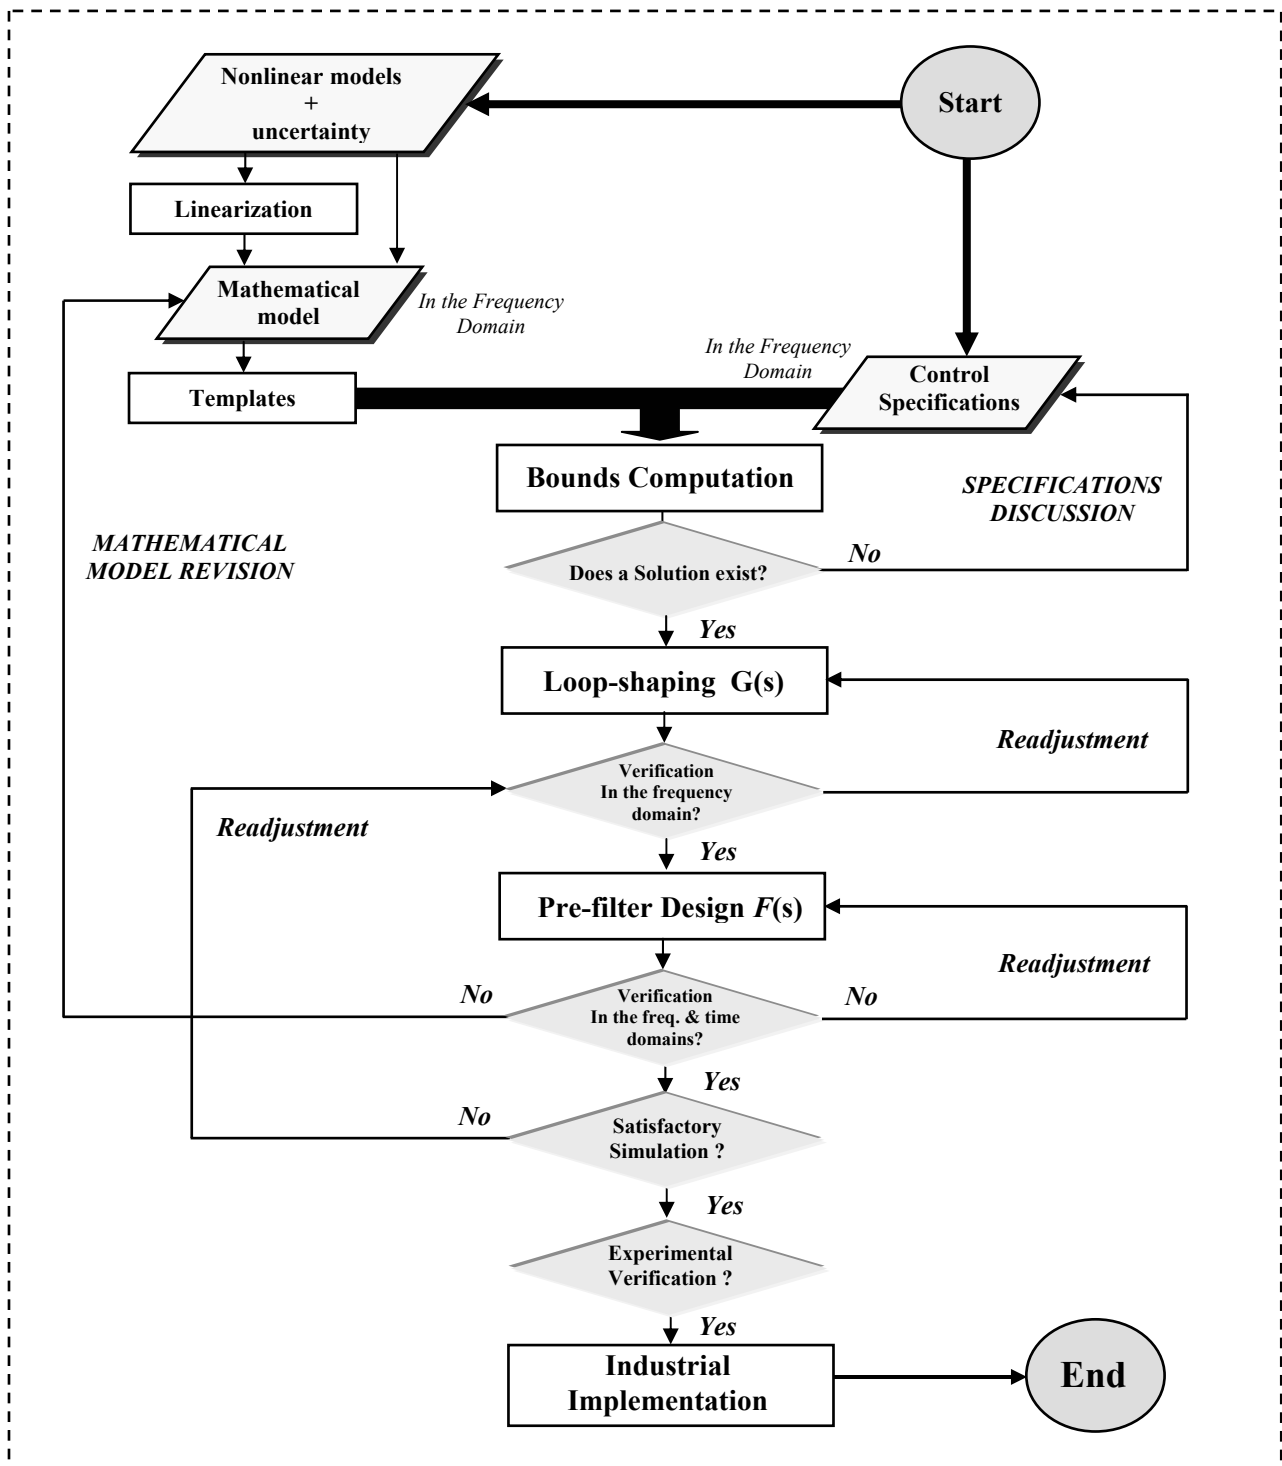 Nonlinear models
+
uncertainty
Start
Linearization
Mathematical
model
In the Frequency
Domain
In the Frequency
Domain
Templates
Control
Specifications
Bounds Computation
SPECIFICATIONS
DISCUSSION
MATHEMATICAL
MODEL REVISION
Does a Solution exist?
No
Yes
Loop-shaping G(s)
Readjustment
Verification
In the frequency
domain?
Readjustment
Yes
Pre-filter Design F(s)
Readjustment
No
Verification
In the freq. & time
domains?
No
Yes
No
Satisfactory
Simulation ?
Yes
Experimental
Verification ?
Yes
Industrial
Implementation
End